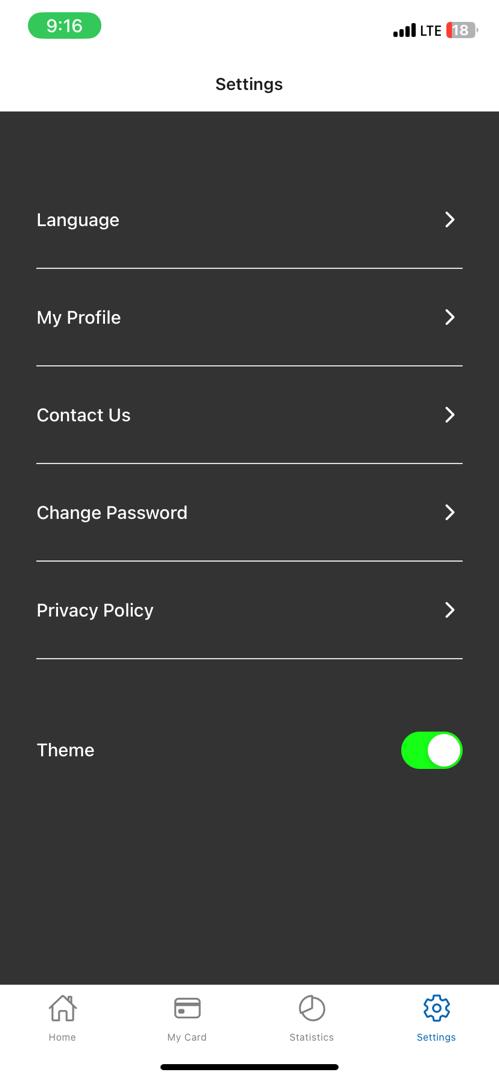 9:16
LTE 18
Settings
Language
My Profile
Contact Us
Change Password
Privacy Policy
Theme
Home
My Card
Statistics
Settings